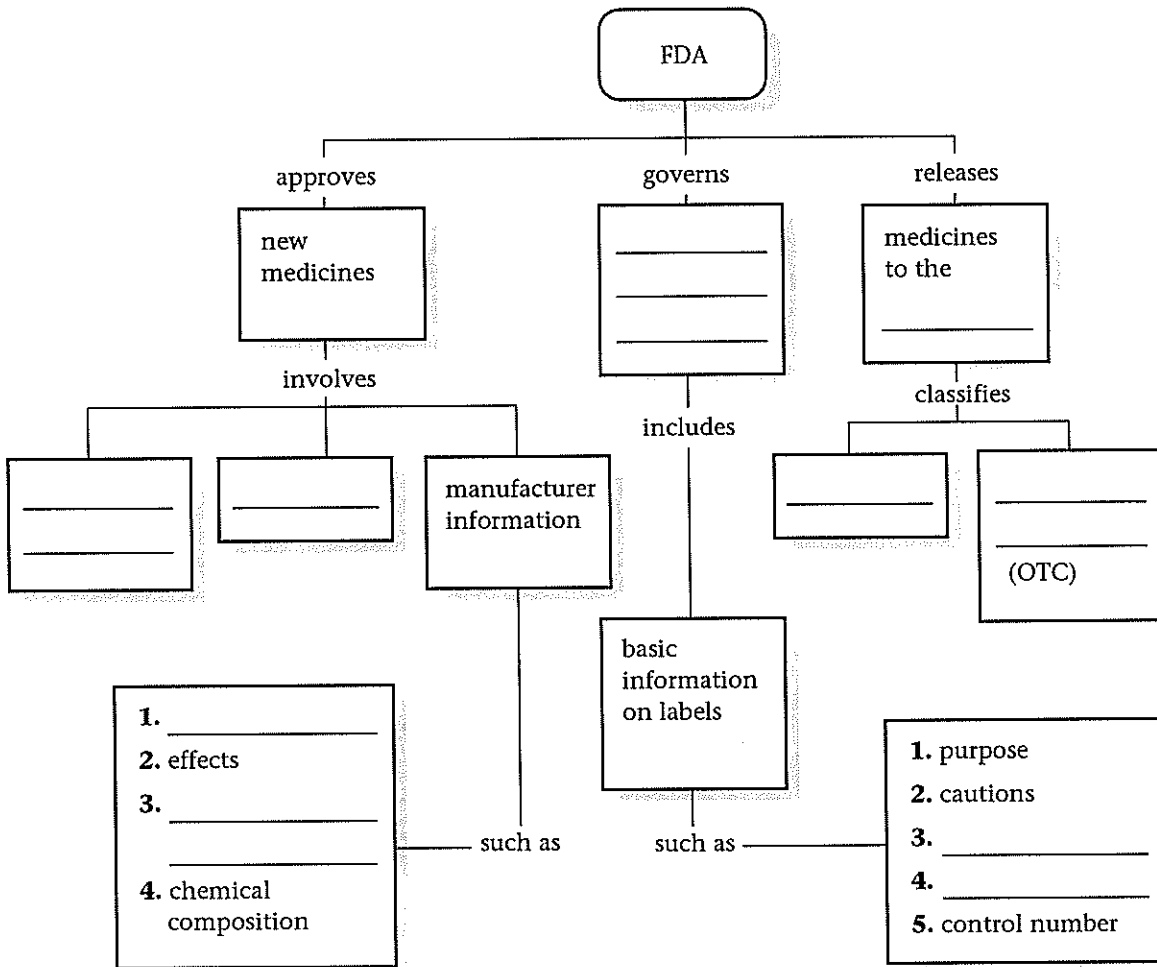 FDA
approves
governs
releases
new
medicines
medicines
to the
involves
includes
classifies
manufacturer
information
(OTC)
basic
information
on labels
1.
2. effects
3.
4. chemical
composition
such as
such as
1. purpose
2. cautions
3.
4.
5. control number